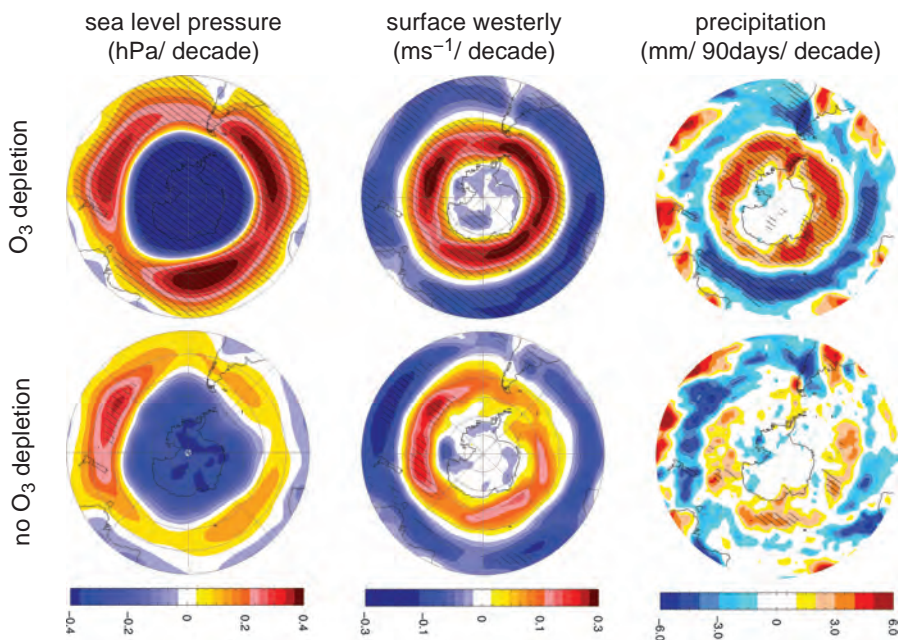 sea level pressure
(hPa/ decade)
surface westerly
(ms⁻¹/ decade)
precipitation
(mm/ 90days/ decade)
O₃ depletion
no O₃ depletion
-0.4
-0.2
0
0.2
0.4
-0.3
-0.1
0
0.1
0.3
-6.0
-3.0
0
3.0
6.0